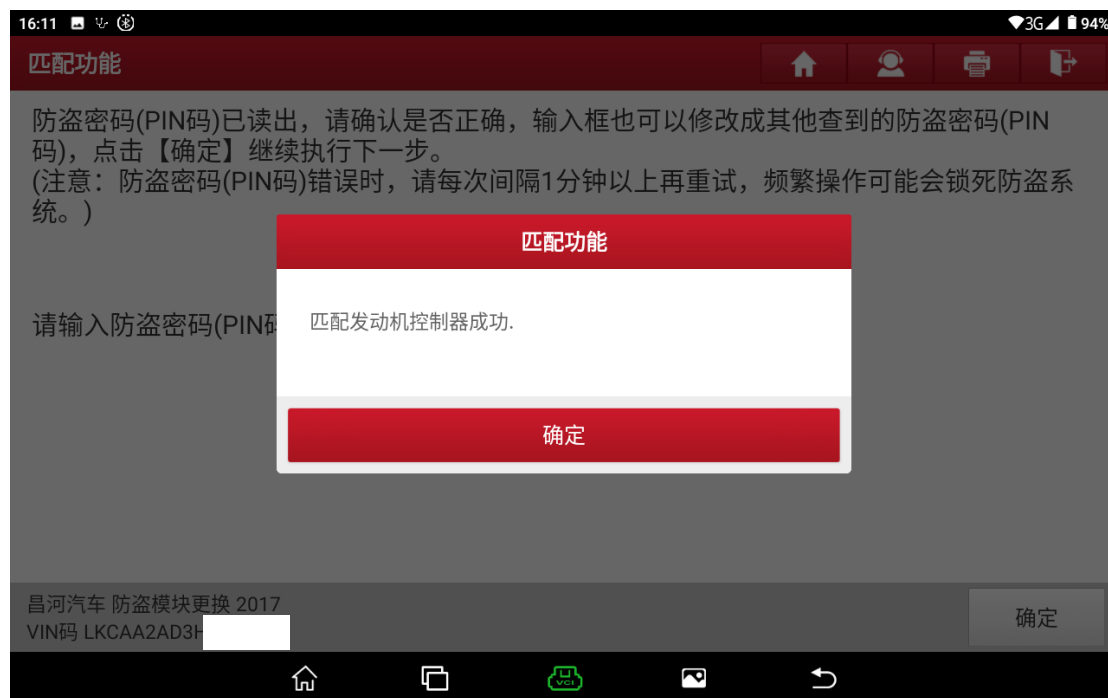 16:11
3G
94%
匹配功能
防盗密码(PIN码)已读出，请确认是否正确，输入框也可以修改成其他查到的防盗密码(PIN
码)，点击【确定】继续执行下一步。
(注意：防盗密码(PIN码)错误时，请每次间隔1分钟以上再重试，频繁操作可能会锁死防盗系
统。)
匹配功能
请输入防盗密码(PIN码
匹配发动机控制器成功.
确定
昌河汽车 防盗模块更换 2017
VIN码 LKCAA2AD3H
确定
VCI